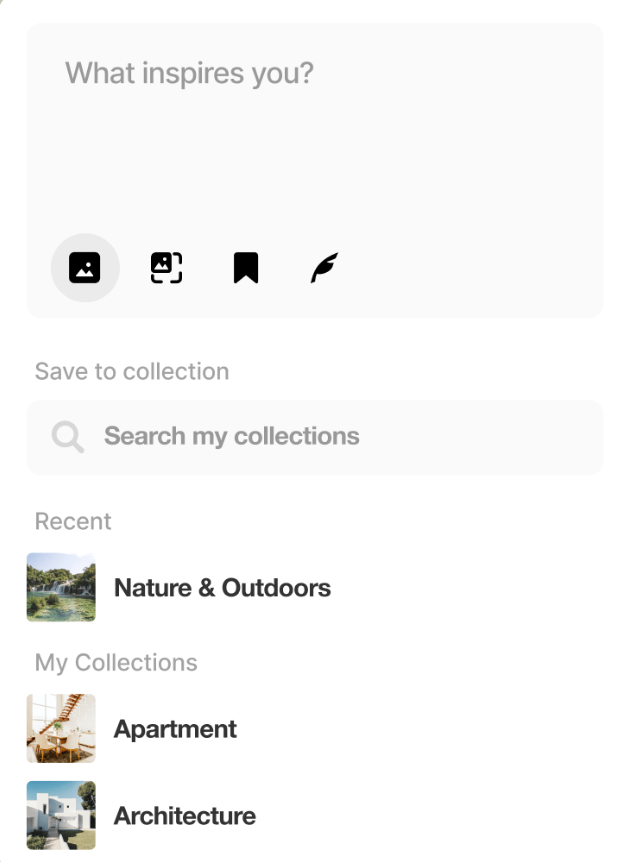 What inspires you?
Save to collection
Search my collections
Recent
Nature & Outdoors
My Collections
Apartment
Architecture